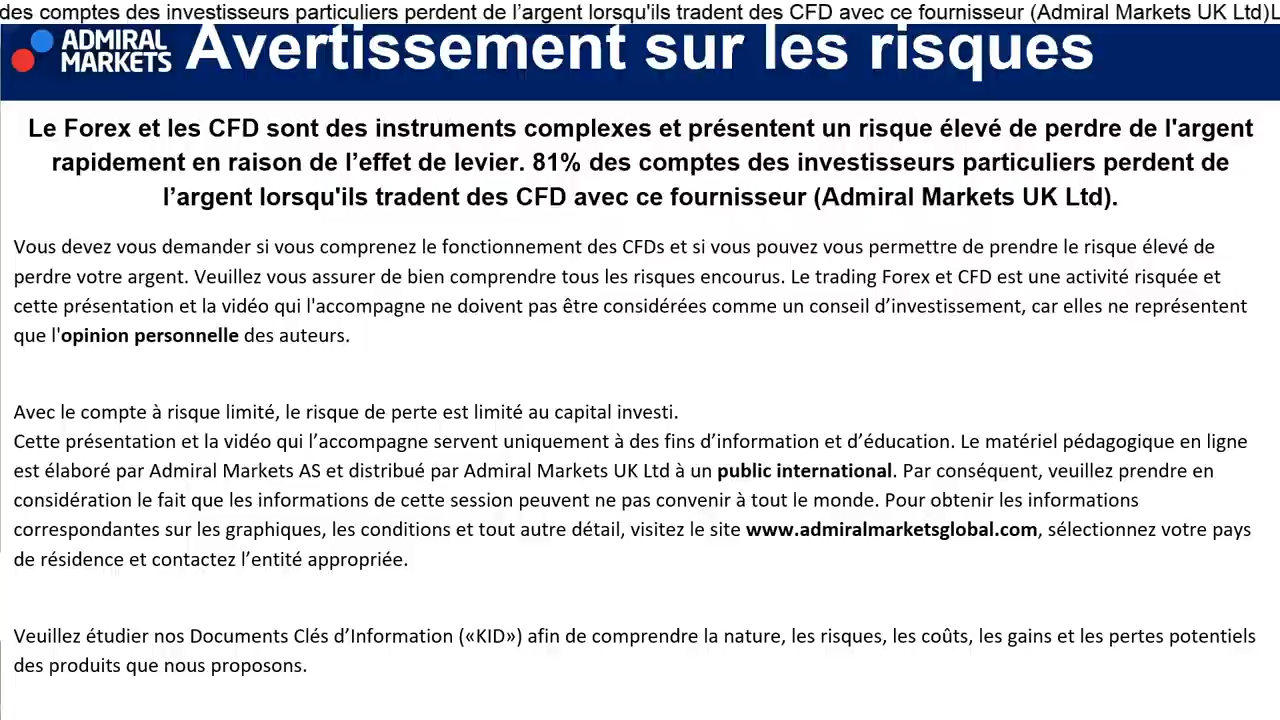 des comptes des investisseurs particuliers perdent de l’argent lorsqu'ils tradent des CFD avec ce fournisseur (Admiral Markets UK Ltd)L
ADMIRAL
MARKETS
Avertissement sur les risques
Le Forex et les CFD sont des instruments complexes et présentent un risque élevé de perdre de l'argent
rapidement en raison de l’effet de levier. 81% des comptes des investisseurs particuliers perdent de
l’argent lorsqu'ils tradent des CFD avec ce fournisseur (Admiral Markets UK Ltd).
Vous devez vous demander si vous comprenez le fonctionnement des CFDs et si vous pouvez vous permettre de prendre le risque élevé de
perdre votre argent. Veuillez vous assurer de bien comprendre tous les risques encourus. Le trading Forex et CFD est une activité risquée et
cette présentation et la vidéo qui l'accompagne ne doivent pas être considérées comme un conseil d’investissement, car elles ne représentent
que l'opinion personnelle des auteurs.
Avec le compte à risque limité, le risque de perte est limité au capital investi.
Cette présentation et la vidéo qui l’accompagne servent uniquement à des fins d’information et d’éducation. Le matériel pédagogique en ligne
est élaboré par Admiral Markets AS et distribué par Admiral Markets UK Ltd à un public international. Par conséquent, veuillez prendre en
considération le fait que les informations de cette session peuvent ne pas convenir à tout le monde. Pour obtenir les informations
correspondantes sur les graphiques, les conditions et tout autre détail, visitez le site www.admiralmarketsglobal.com, sélectionnez votre pays
de résidence et contactez l’entité appropriée.
Veuillez étudier nos Documents Clés d’Information («KID») afin de comprendre la nature, les risques, les coûts, les gains et les pertes potentiels
des produits que nous proposons.